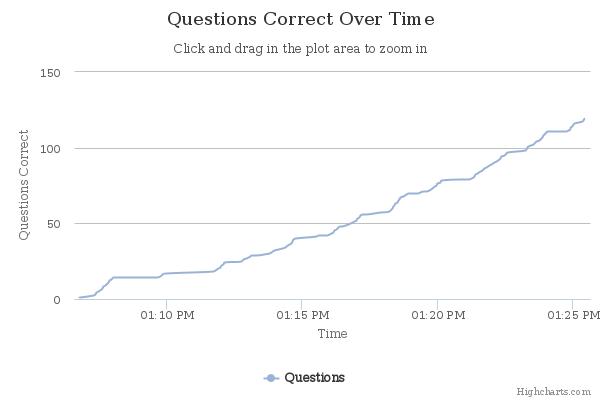 Questions Correct Over Time
Click and drag in the plot area to zoom in
Questions Correct
150
100
50
0
01:10 PM 01:15 PM 01:20 PM 01:25 PM
Time
Questions
Highcharts.com